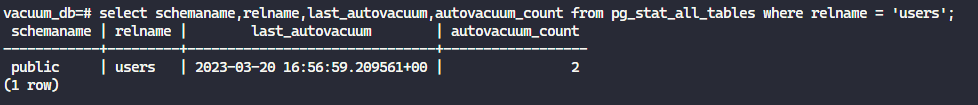 vacuum_db=# select schemaname,relname,last_autovacuum,autovacuum_count from pg_stat_all_tables where relname = 'users';
 schemaname | relname |        last_autovacuum        | autovacuum_count
------------+---------+-------------------------------+------------------
 public     | users   | 2023-03-20 16:56:59.209561+00 |                2
(1 row)